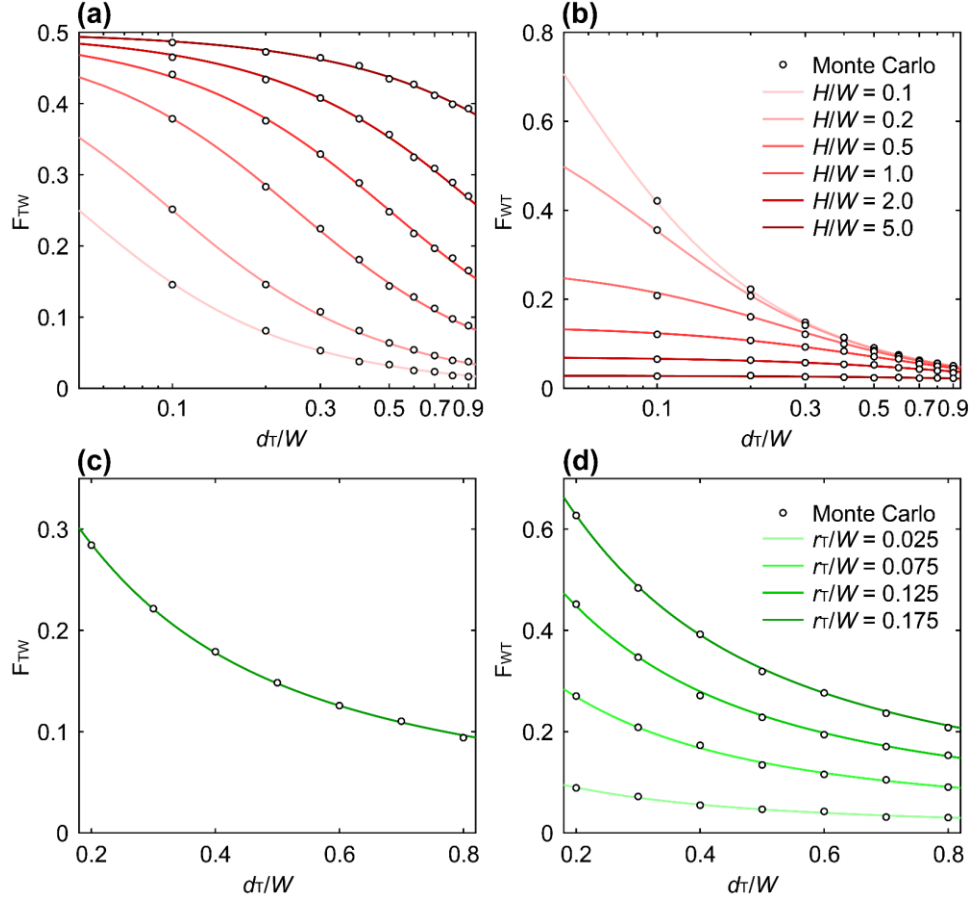 (a)
0.5
0.4
0.3
0.2
0.1
0
F_TW
0.1
0.3
0.5
0.7
0.9
d_T/W
(b)
0.8
0.6
0.4
0.2
0
F_WT
Monte Carlo
H/W = 0.1
H/W = 0.2
H/W = 0.5
H/W = 1.0
H/W = 2.0
H/W = 5.0
0.1
0.3
0.5
0.7
0.9
d_T/W
(c)
0.3
0.2
0.1
0
F_TW
0.2
0.4
0.6
0.8
d_T/W
(d)
0.6
0.4
0.2
0
F_WT
Monte Carlo
r_T/W = 0.025
r_T/W = 0.075
r_T/W = 0.125
r_T/W = 0.175
0.2
0.4
0.6
0.8
d_T/W